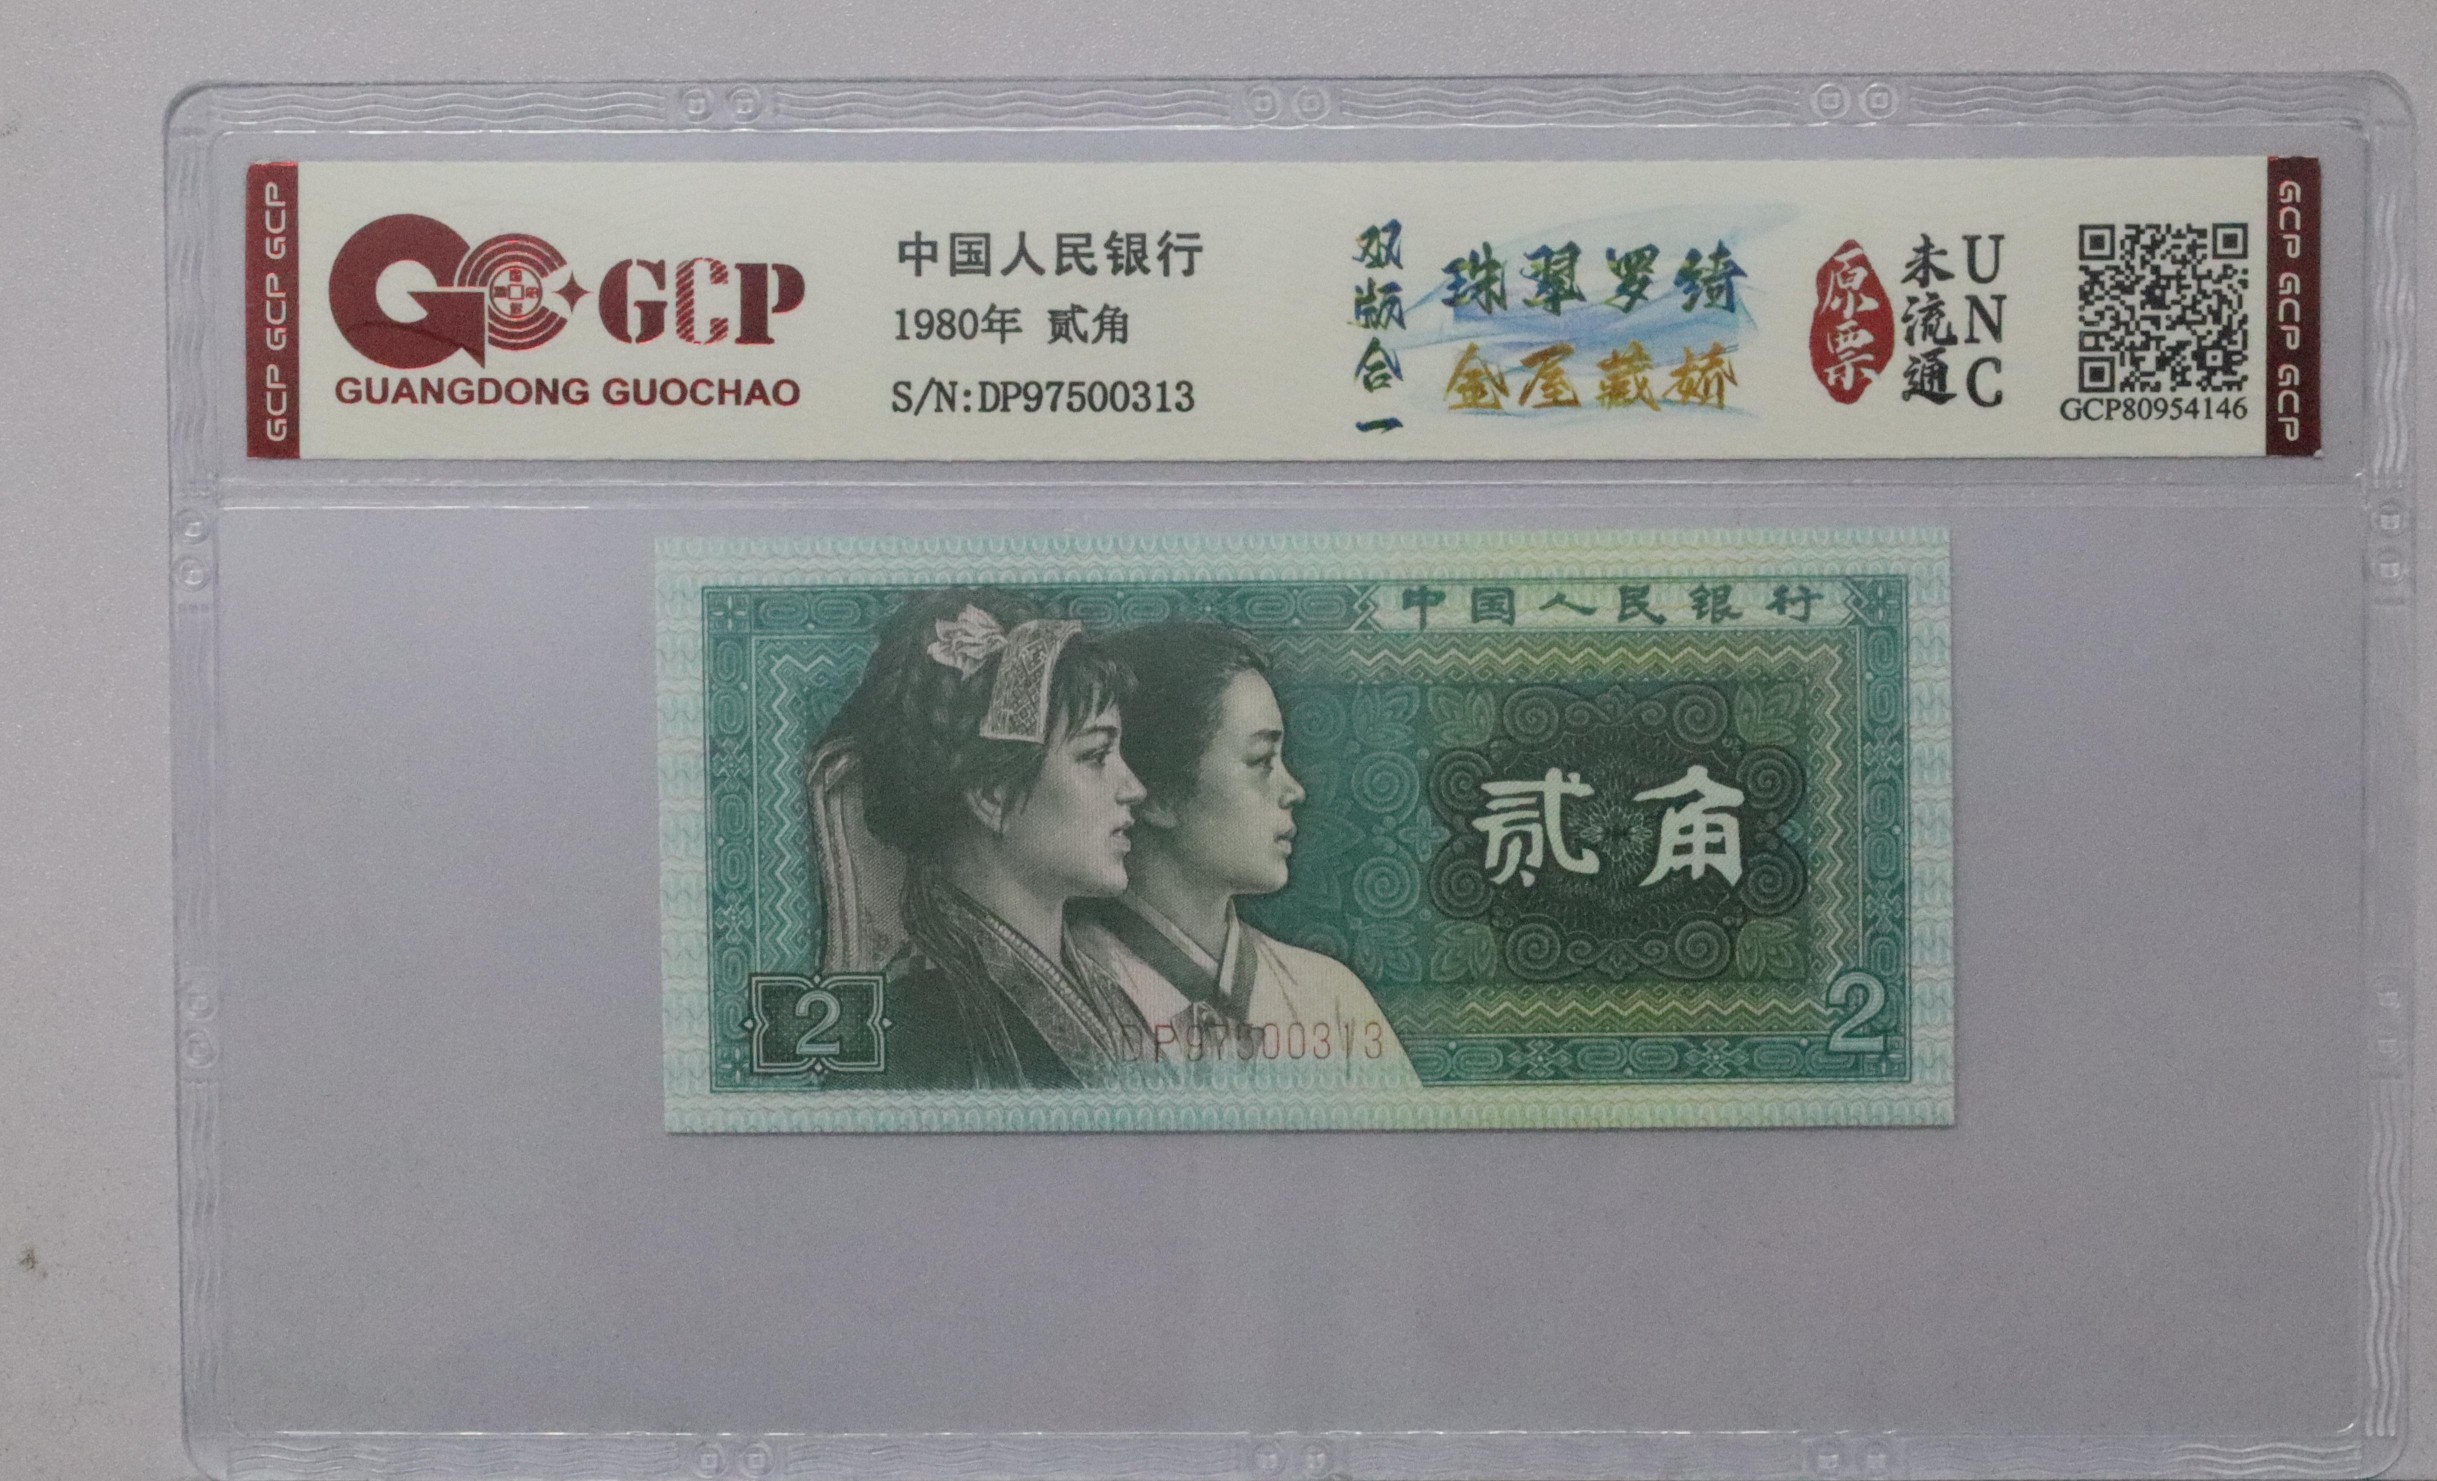 GCP GCP GCP
GCP
GUANGDONG GUOCHAO
中国人民银行
1980年 贰角
S/N:DP97500313
双版合一
珠翠罗绮
金屋藏娇
原票
未流通
UNC
GCP80954146
GCP GCP GCP
中国人民银行
贰角
2
DP97500313
2